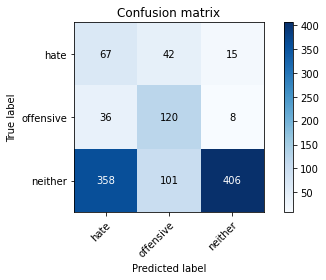 Confusion matrix
hate 67 42 15
offensive 36 120 8
neither 358 101 406
hate offensive neither
True label
Predicted label
400
350
300
250
200
150
100
50